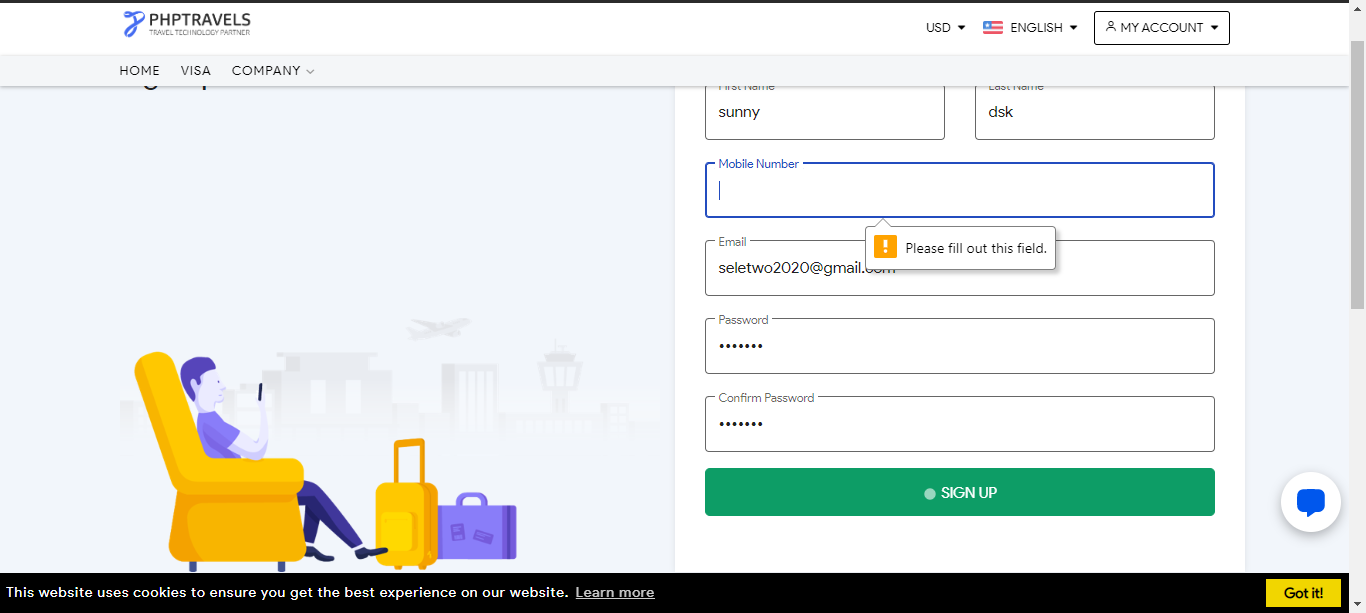 PHPTRAVELS
TRAVEL TECHNOLOGY PARTNER
USD
ENGLISH
MY ACCOUNT
HOME
VISA
COMPANY
First Name
Last Name
sunny
dsk
Mobile Number
Please fill out this field.
Email
seletwo2020@gmail.com
Password
•••••••
Confirm Password
•••••••
SIGN UP
This website uses cookies to ensure you get the best experience on our website. Learn more
Got it!